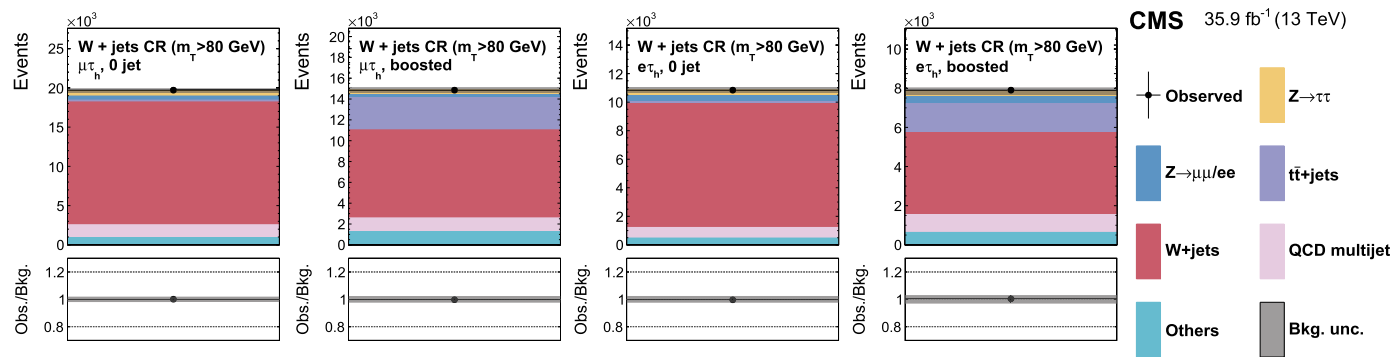 ×10³
Events
W + jets CR (m_T>80 GeV)
μτ_h, 0 jet
25
20
15
10
5
0
Obs./Bkg.
1.2
1
0.8
×10³
Events
W + jets CR (m_T>80 GeV)
μτ_h, boosted
20
18
16
14
12
10
8
6
4
2
0
Obs./Bkg.
1.2
1
0.8
×10³
Events
W + jets CR (m_T>80 GeV)
eτ_h, 0 jet
14
12
10
8
6
4
2
0
Obs./Bkg.
1.2
1
0.8
×10³
Events
W + jets CR (m_T>80 GeV)
eτ_h, boosted
10
8
6
4
2
0
Obs./Bkg.
1.2
1
0.8
CMS 35.9 fb⁻¹ (13 TeV)
Observed
Z→ττ
Z→μμ/ee
tt̄+jets
W+jets
QCD multijet
Others
Bkg. unc.